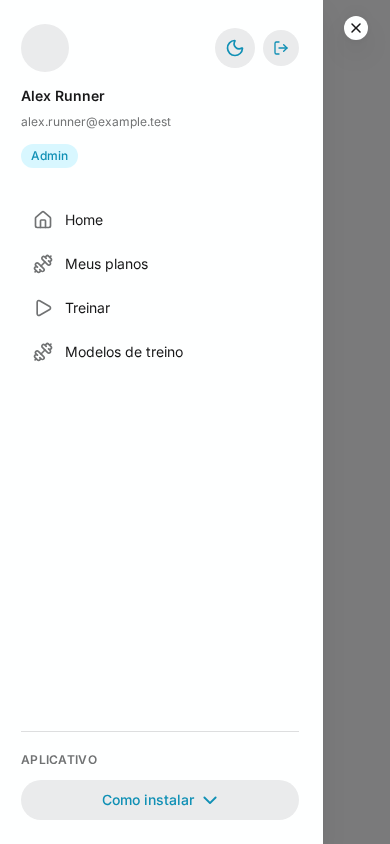 Alex Runner
alex.runner@example.test
Admin
Home
Meus planos
Treinar
Modelos de treino
APLICATIVO
Como instalar